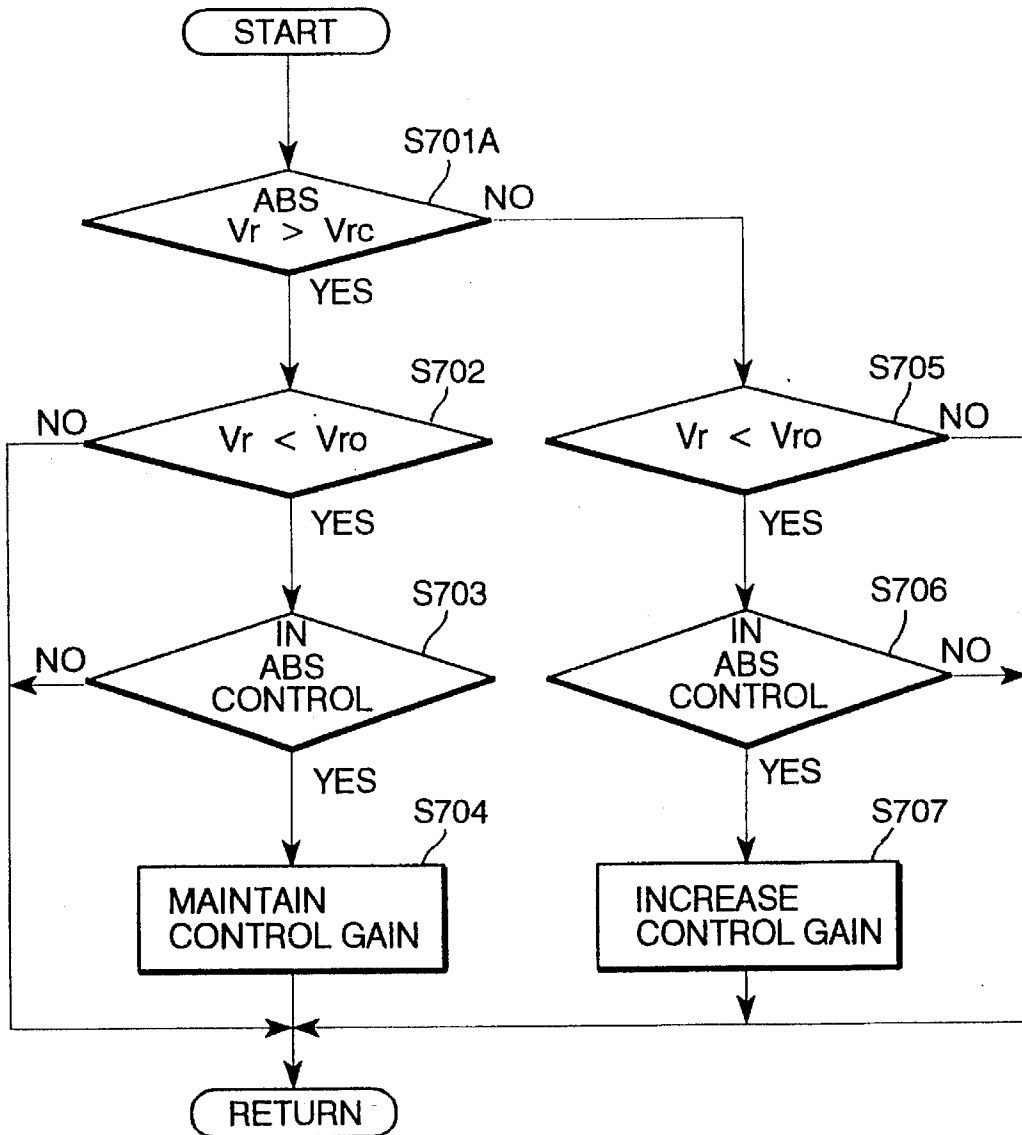 START
S701A
ABS
Vr > Vrc
NO
YES
S702
NO
Vr < Vro
YES
S705
Vr < Vro
NO
YES
S703
NO
IN
ABS
CONTROL
YES
S706
IN
ABS
CONTROL
NO
YES
S704
MAINTAIN
CONTROL GAIN
S707
INCREASE
CONTROL GAIN
RETURN